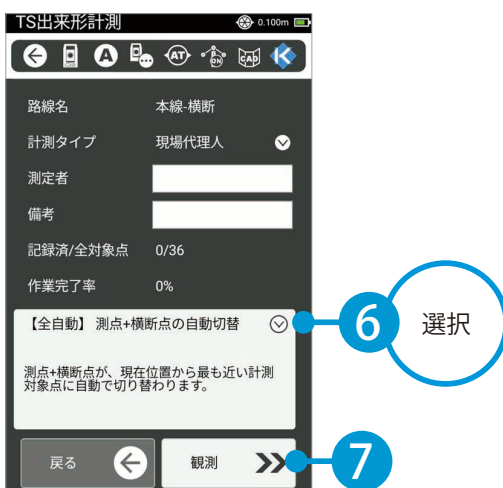 TS出来形計測 0.100m
A AT ON CAD
路線名 本線-横断
計測タイプ 現場代理人
測定者
備考
記録済/全対象点 0/36
作業完了率 0%
【全自動】 測点+横断点の自動切替
6 選択
測点+横断点が、現在位置から最も近い計測
対象点に自動で切り替わります。
戻る 観測 7